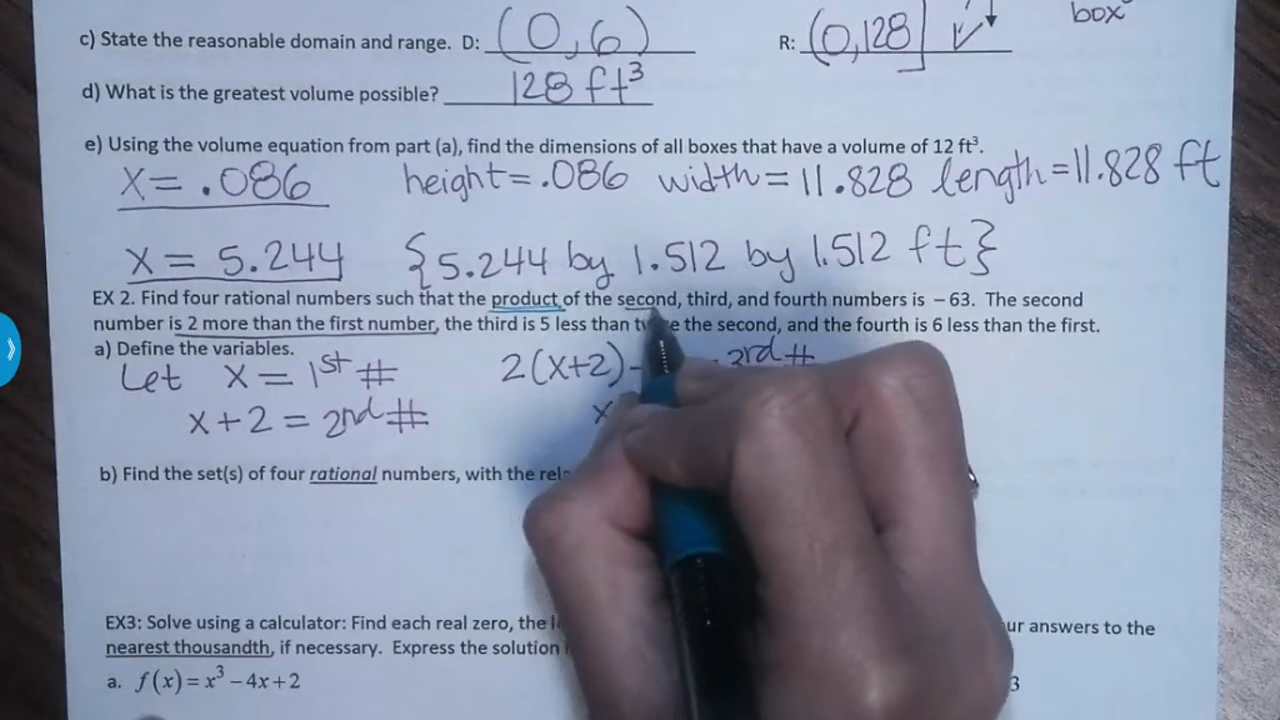 box
c) State the reasonable domain and range. D: (0,6) R: (0,128]
d) What is the greatest volume possible? 128 ft³
e) Using the volume equation from part (a), find the dimensions of all boxes that have a volume of 12 ft³.
x = .086 height = .086 width = 11.828 length = 11.828 ft
x = 5.244 {5.244 by 1.512 by 1.512 ft}
EX 2. Find four rational numbers such that the product of the second, third, and fourth numbers is – 63. The second
number is 2 more than the first number, the third is 5 less than the second, and the fourth is 6 less than the first.
a) Define the variables.
Let x = 1st # 2(x+2)- 3rd #
x+2 = 2nd # x
b) Find the set(s) of four rational numbers, with the
EX3: Solve using a calculator: Find each real zero, the ur answers to the
nearest thousandth, if necessary. Express the solution
a. f(x) = x³ – 4x + 2 3